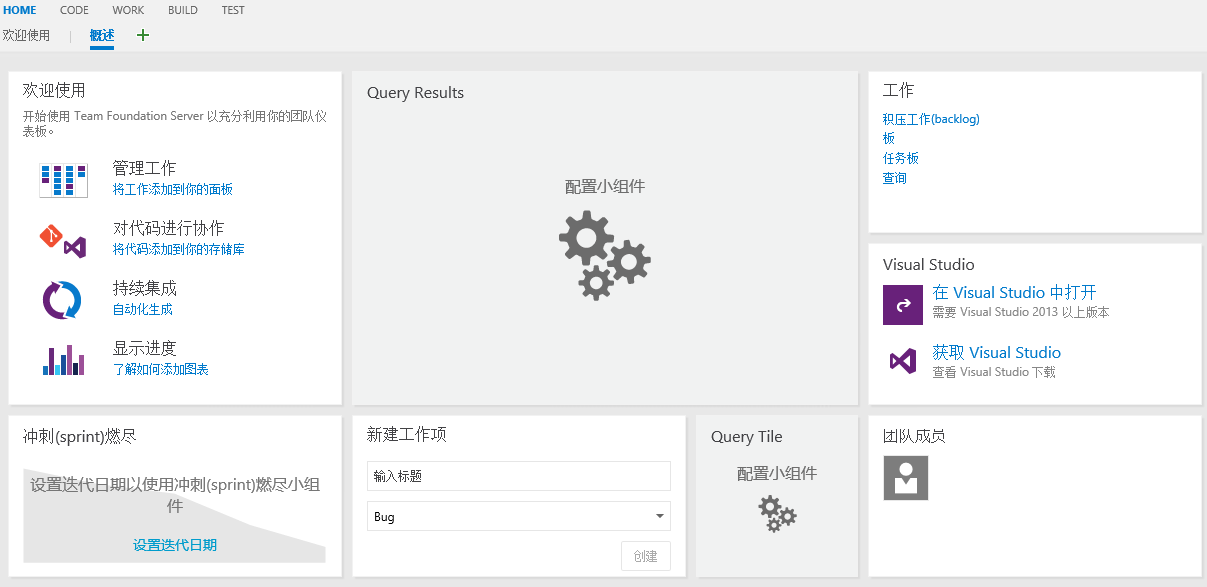 HOME CODE WORK BUILD TEST
欢迎使用 | 概述 +
欢迎使用
开始使用 Team Foundation Server 以充分利用你的团队仪
表板。
管理工作
将工作添加到你的面板
对代码进行协作
将代码添加到你的存储库
持续集成
自动化生成
显示进度
了解如何添加图表
Query Results
配置小组件
工作
积压工作(backlog)
板
任务板
查询
Visual Studio
在 Visual Studio 中打开
需要 Visual Studio 2013 以上版本
获取 Visual Studio
查看 Visual Studio 下载
冲刺(sprint)燃尽
设置迭代日期以使用冲刺(sprint)燃尽小组
件
设置迭代日期
新建工作项
输入标题
Bug
创建
Query Tile
配置小组件
团队成员